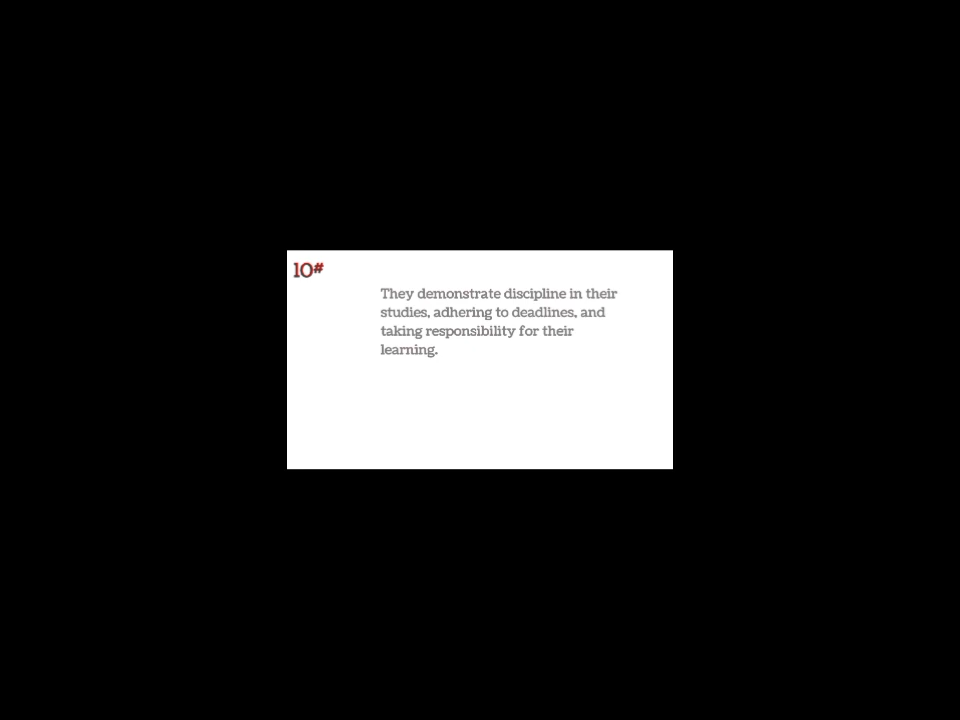 10#
They demonstrate discipline in their
studies, adhering to deadlines, and
taking responsibility for their
learning.